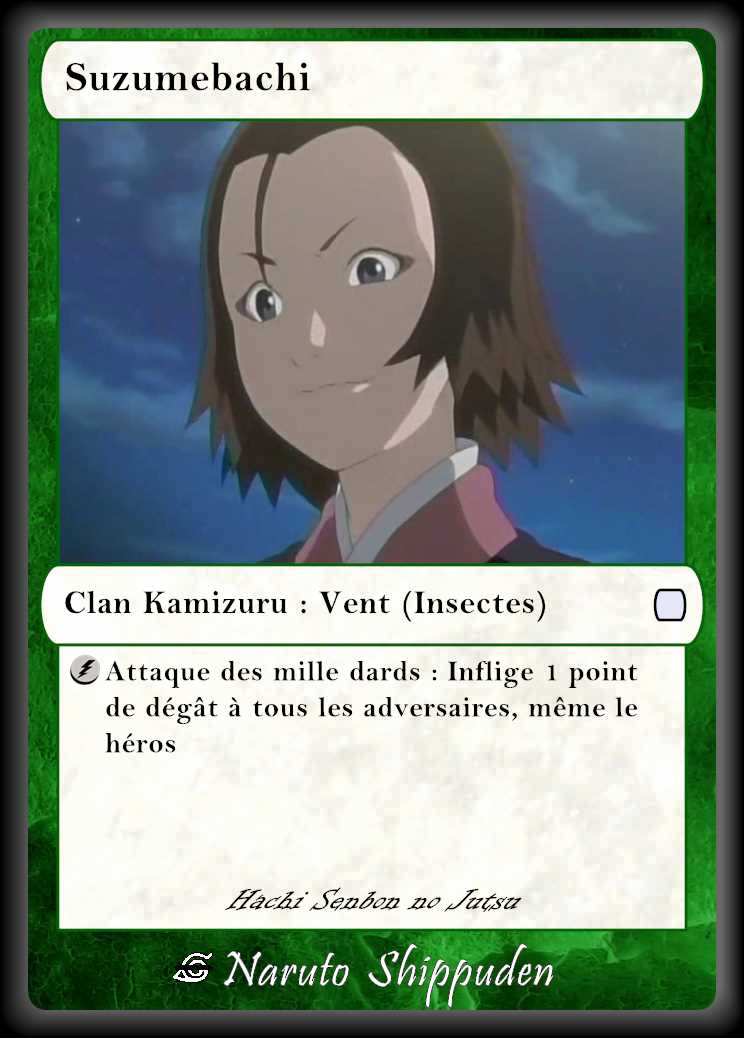 Suzumebachi
Clan Kamizuru : Vent (Insectes)
Attaque des mille dards : Inflige 1 point
de dégât à tous les adversaires, même le
héros
Hachi Senbon no Jutsu
Naruto Shippuden